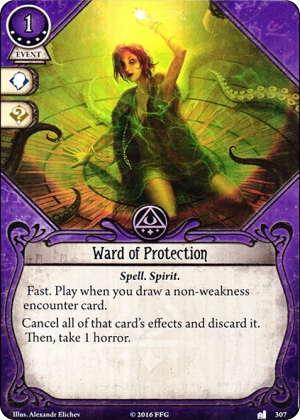 1
EVENT
Ward of Protection
Spell. Spirit.
Fast. Play when you draw a non-weakness
encounter card.
Cancel all of that card's effects and discard it.
Then, take 1 horror.
Illus. Alexandr Elichev
© 2016 FFG
307